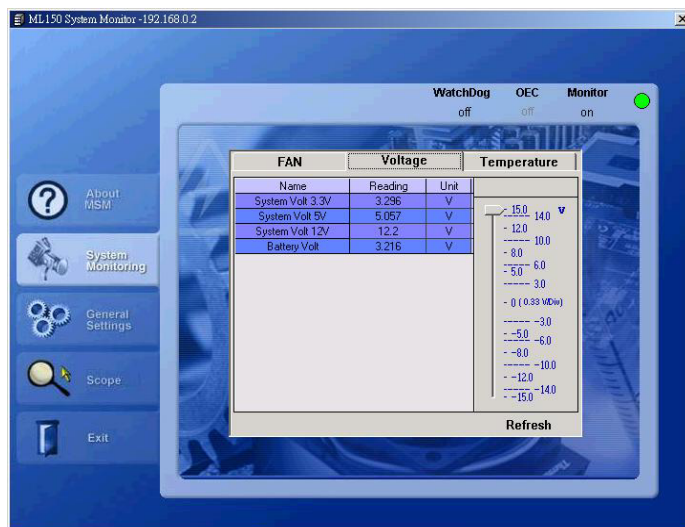 ML150 System Monitor -192.168.0.2
WatchDog OEC Monitor
off off on
FAN Voltage Temperature
Name Reading Unit
System Volt 3.3V 3.296 V
System Volt 5V 5.057 V
System Volt 12V 12.2 V
Battery Volt 3.216 V
15.0 V
14.0
12.0
10.0
8.0
6.0
5.0
3.0
0 ( 0.33 V/Div)
-3.0
-5.0
-6.0
-8.0
-10.0
-12.0
-14.0
-15.0
Refresh
About
MSM
System
Monitoring
General
Settings
Scope
Exit